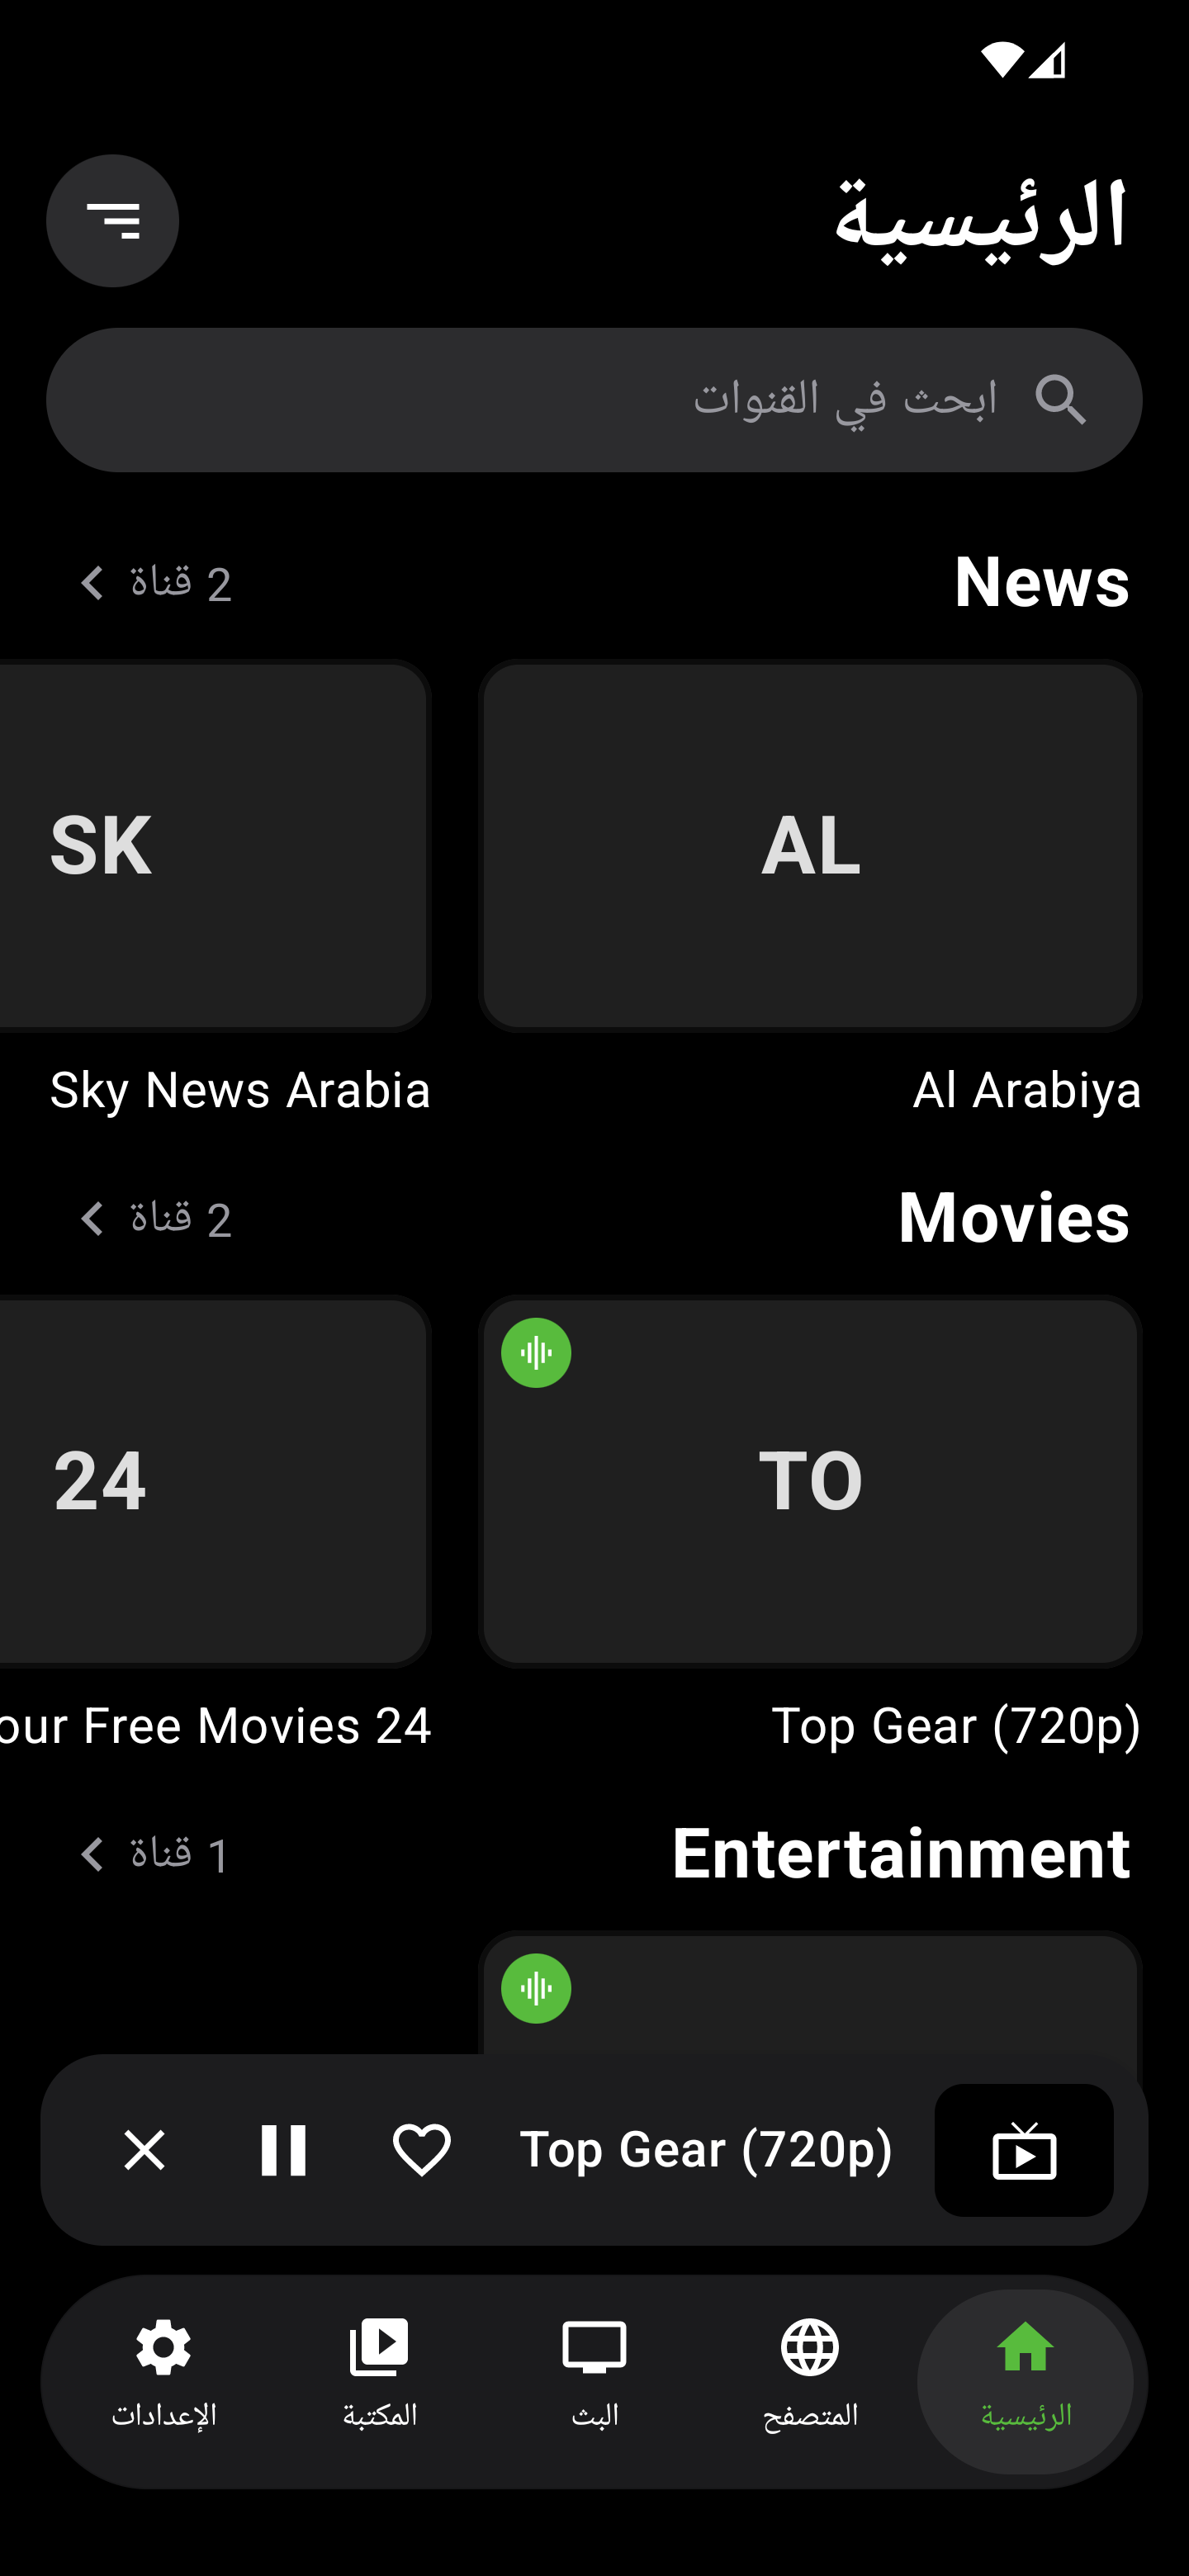 الرئيسية
ابحث في القنوات
News
2 قناة
AL
SK
Al Arabiya
Sky News Arabia
Movies
2 قناة
TO
24
Top Gear (720p)
our Free Movies 24
Entertainment
1 قناة
Top Gear (720p)
الرئيسية
المتصفح
البث
المكتبة
الإعدادات